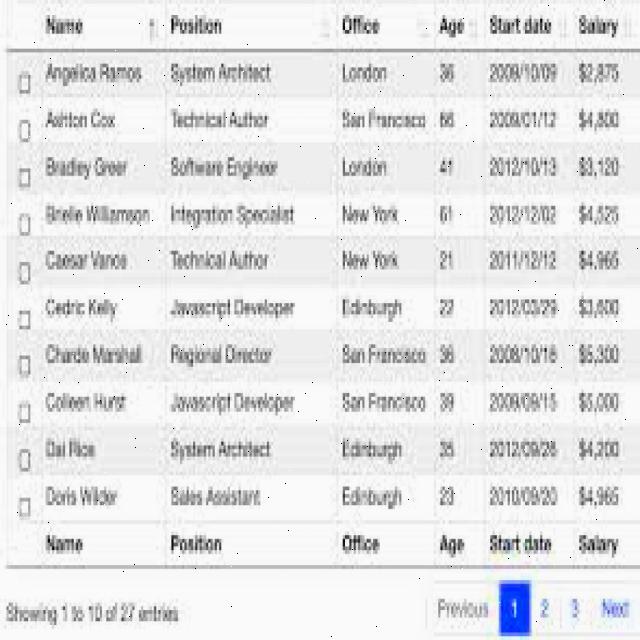 Name Position Office Age Start date Salary
Angelica Ramos System Architect London 36 2009/10/09 $2,875
Ashton Cox Technical Author San Francisco 66 2009/01/12 $4,800
Bradley Greer Software Engineer London 41 2012/10/13 $3,120
Brielle Williamson Integration Specialist New York 61 2012/12/02 $4,525
Caesar Vance Technical Author New York 21 2011/12/12 $4,965
Cedric Kelly Javascript Developer Edinburgh 22 2012/03/29 $3,600
Charde Marshall Regional Director San Francisco 36 2008/10/16 $5,300
Colleen Hurst Javascript Developer San Francisco 39 2009/09/15 $5,000
Dai Rios System Architect Edinburgh 35 2012/09/26 $4,200
Doris Wilder Sales Assistant Edinburgh 23 2010/09/20 $4,965
Name Position Office Age Start date Salary
Showing 1 to 10 of 27 entries Previous 1 2 3 Next